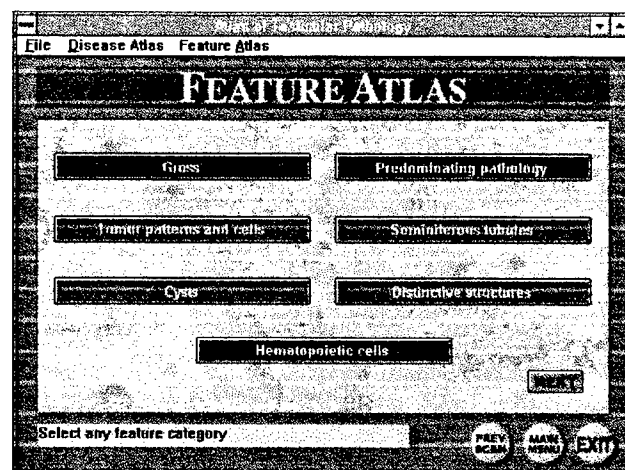 Atlas of Testicular Pathology
File Disease Atlas Feature Atlas
FEATURE ATLAS
Gross
Predominating pathology
Tumor patterns and cells
Seminiferous tubules
Cysts
Distinctive structures
Hematopoietic cells
NEXT
Select any feature category
PREV SCRN
MAIN MENU
EXIT